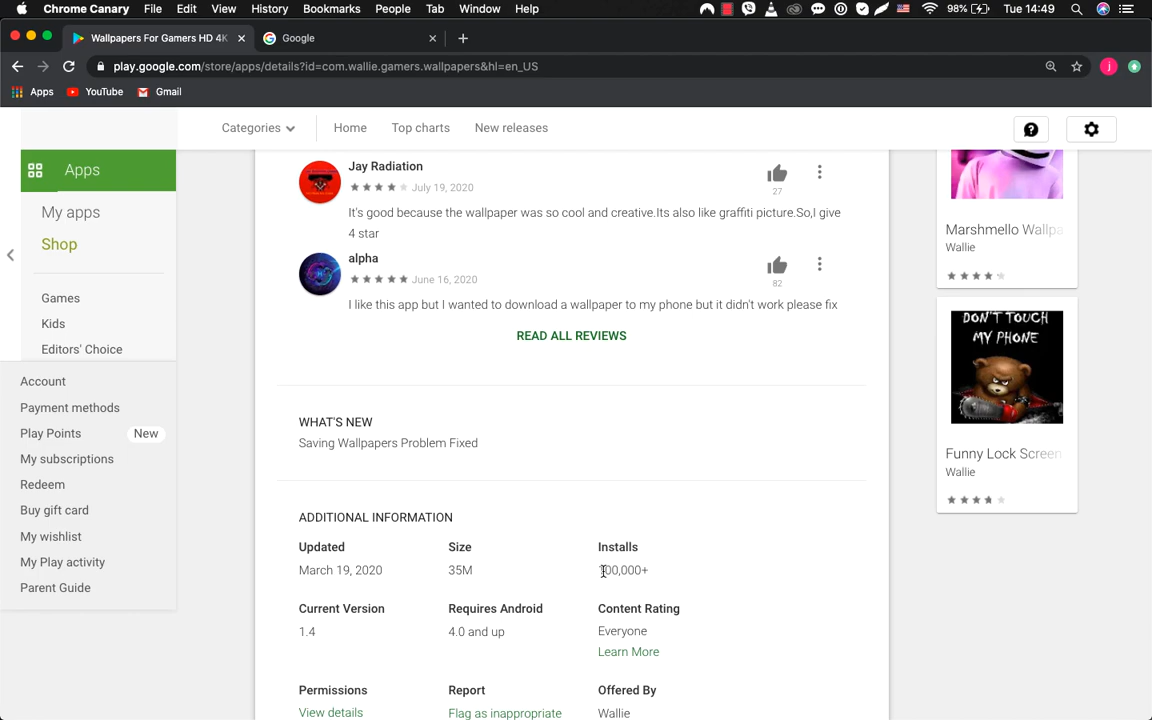 Chrome Canary File Edit View History Bookmarks People Tab Window Help 98% Tue 14:49
Wallpapers For Gamers HD 4K Google
play.google.com/store/apps/details?id=com.wallie.gamers.wallpapers&hl=en_US j
Apps YouTube Gmail
Categories Home Top charts New releases
Apps
My apps
Shop
Games
Kids
Editors' Choice
Account
Payment methods
Play Points New
My subscriptions
Redeem
Buy gift card
My wishlist
My Play activity
Parent Guide
Jay Radiation
July 19, 2020
27
It's good because the wallpaper was so cool and creative.Its also like graffiti picture.So,I give
4 star
alpha
June 16, 2020
82
I like this app but I wanted to download a wallpaper to my phone but it didn't work please fix
READ ALL REVIEWS
WHAT'S NEW
Saving Wallpapers Problem Fixed
ADDITIONAL INFORMATION
Updated Size Installs
March 19, 2020 35M 100,000+
Current Version Requires Android Content Rating
1.4 4.0 and up Everyone
Learn More
Permissions Report Offered By
View details Flag as inappropriate Wallie
Marshmello Wallpa
Wallie
DON'T TOUCH
MY PHONE
Funny Lock Screen
Wallie